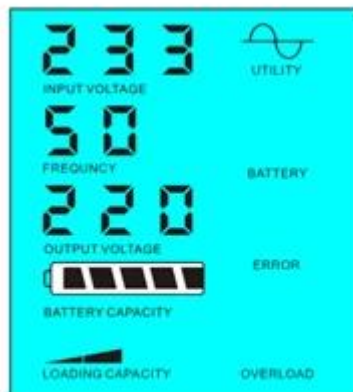 233
UTILITY
INPUT VOLTAGE
50
FREQUNCY
BATTERY
220
OUTPUT VOLTAGE
ERROR
BATTERY CAPACITY
LOADING CAPACITY
OVERLOAD